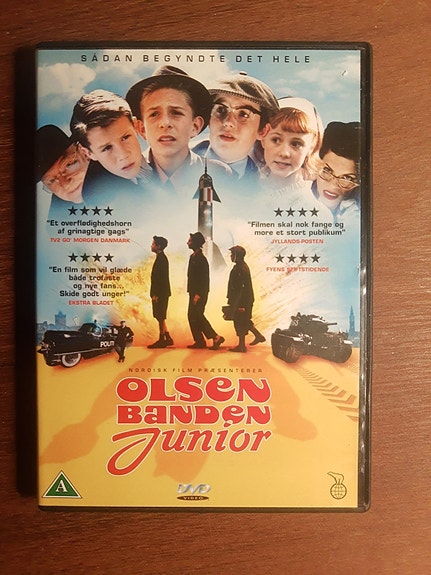 SÅDAN BEGYNDTE DET HELE
"Et overflødighedshorn
af grinagtige gags"
TV2 GO' MORGEN DANMARK
"Filmen skal nok fange og
more et stort publikum"
JYLLANDS-POSTEN
"En film som vil glæde
både trofaste
og nye fans...
Skide godt unger!"
EKSTRA BLADET
FYENS STIFTSTIDENDE
POLITI
NORDISK FILM PRÆSENTERER
OLSEN
BANDEN
Junior
A
DVD
VIDEO